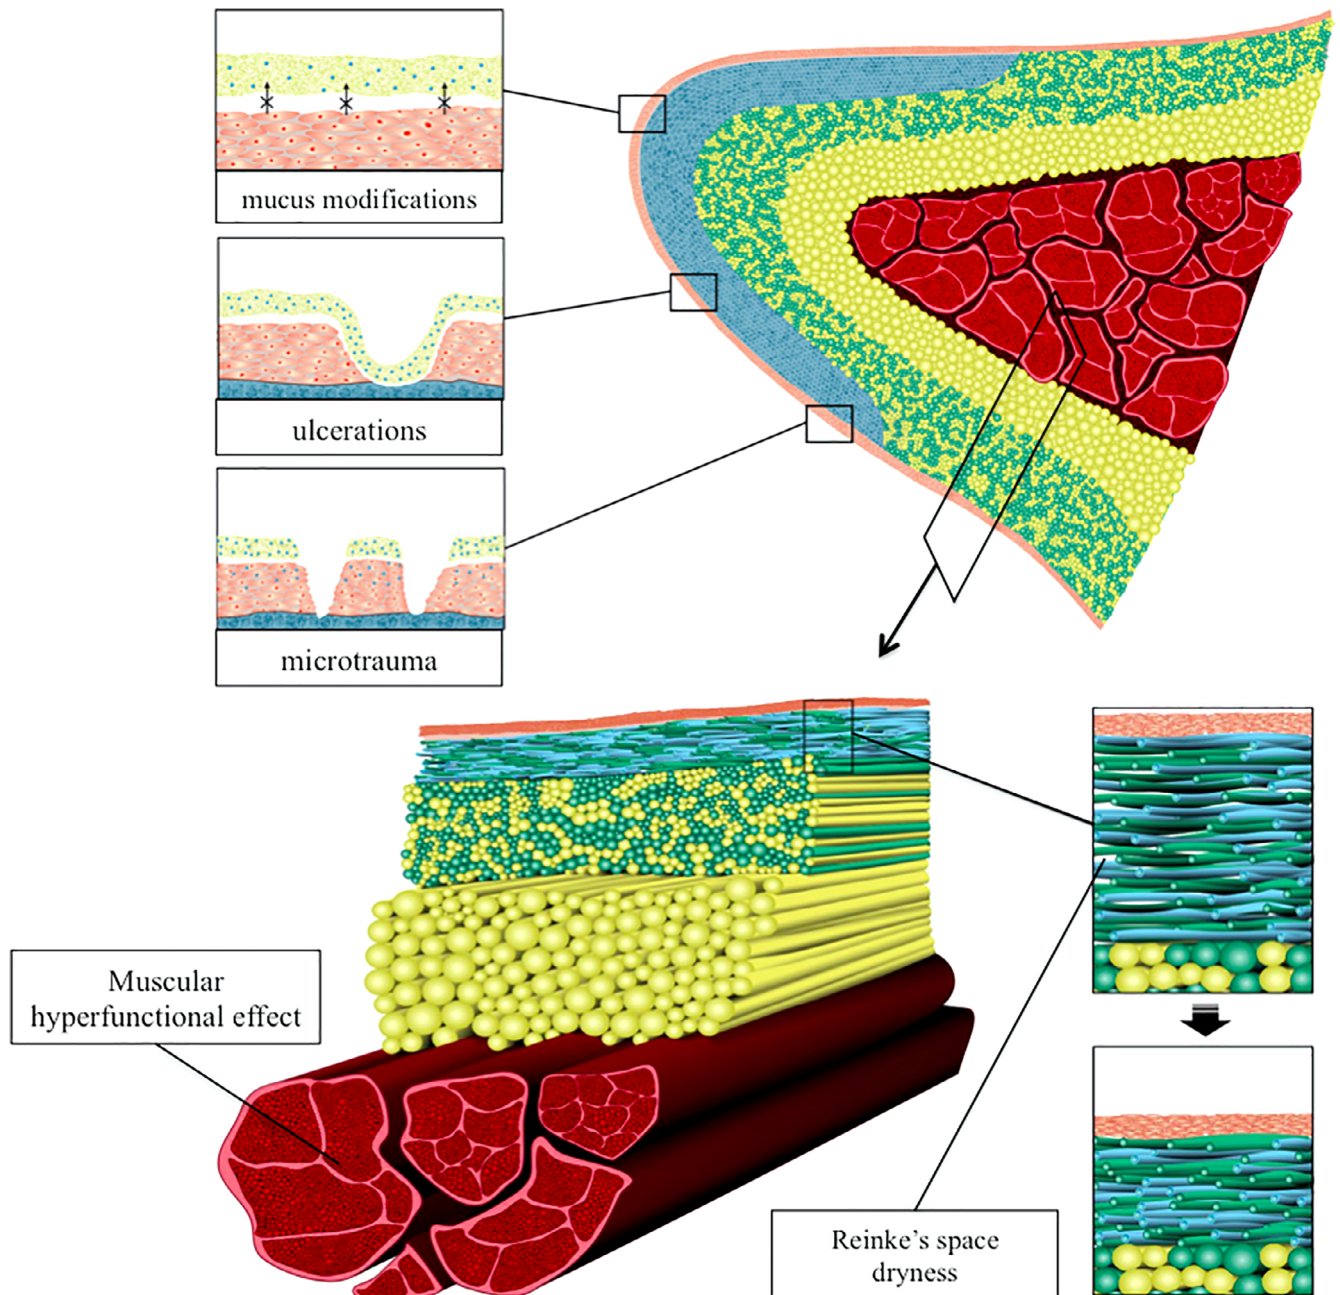 mucus modifications
ulcerations
microtrauma
Muscular
hyperfunctional effect
Reinke’s space
dryness